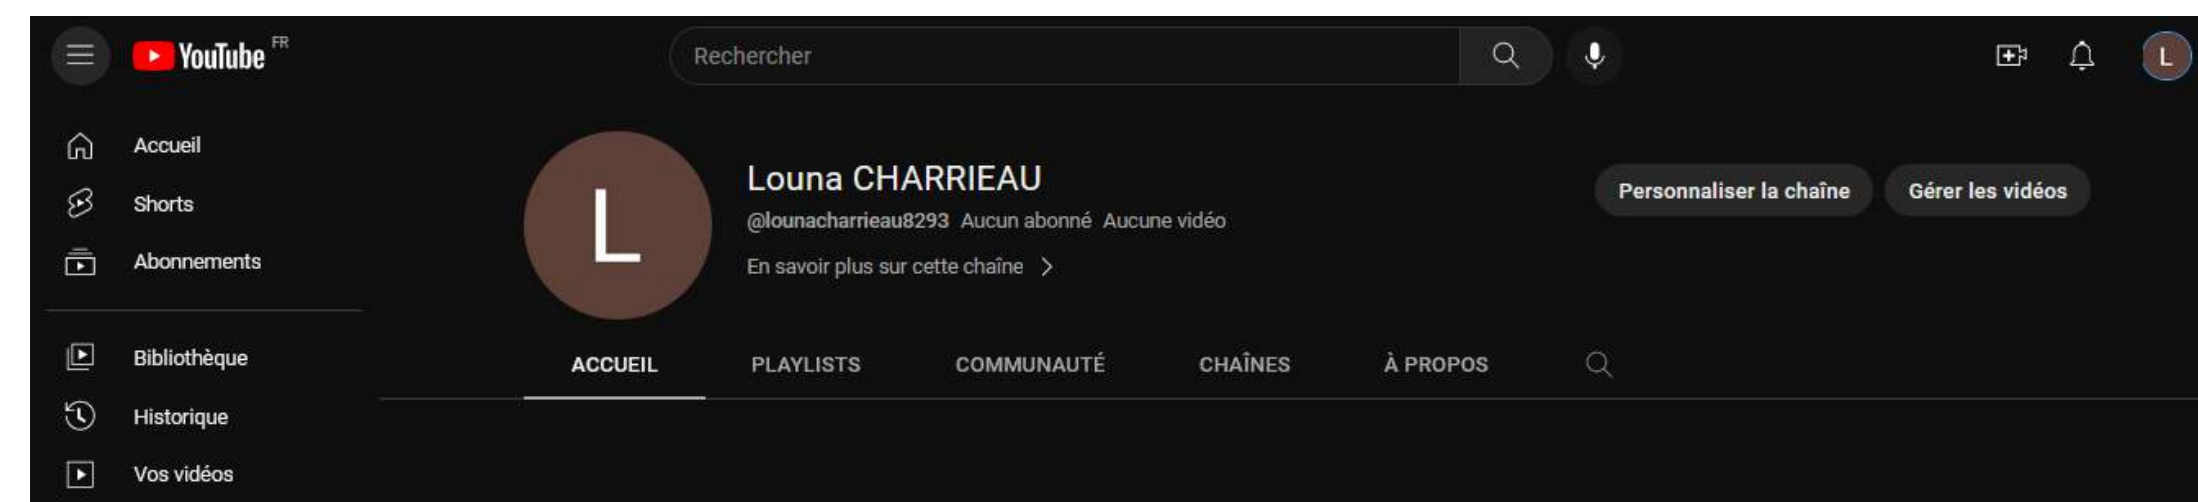 YouTube FR
Rechercher
L
Accueil
Shorts
Abonnements
Bibliothèque
Historique
Vos vidéos
L
Louna CHARRIEAU
@lounacharrieau8293 Aucun abonné Aucune vidéo
En savoir plus sur cette chaîne
Personnaliser la chaîne
Gérer les vidéos
ACCUEIL PLAYLISTS COMMUNAUTÉ CHAÎNES À PROPOS